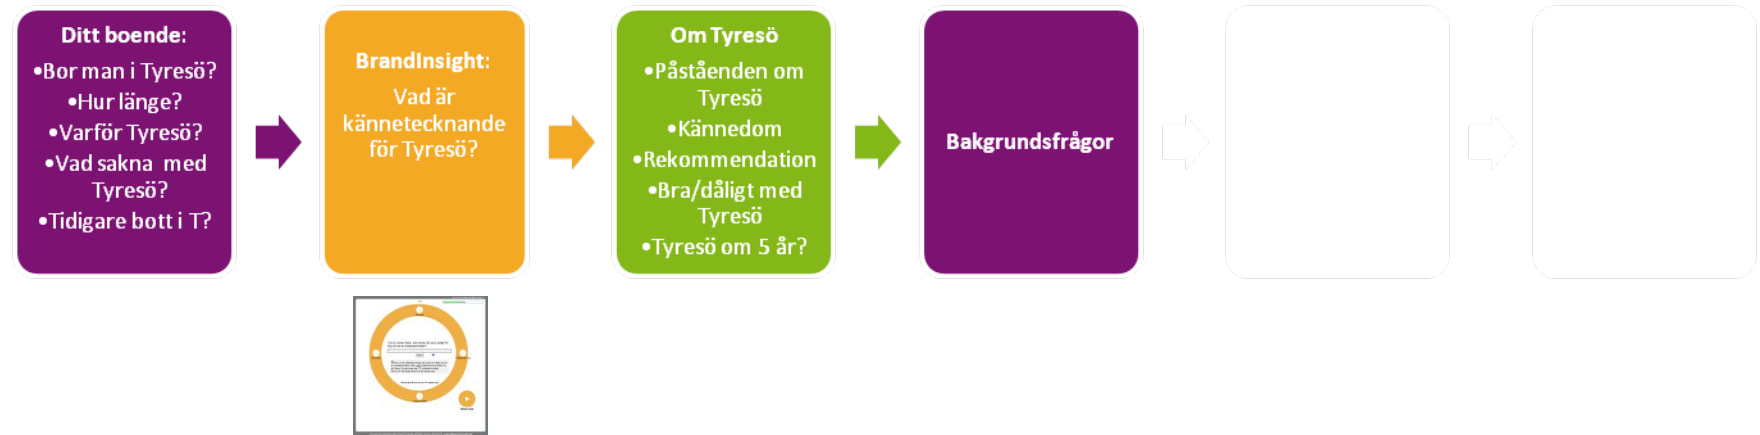 Ditt boende:
•Bor man i Tyresö?
•Hur länge?
•Varför Tyresö?
•Vad sakna  med
Tyresö?
•Tidigare bott i T?
BrandInsight:
Vad är
kännetecknande
för Tyresö?
Om Tyresö
•Påståenden om
Tyresö
•Kännedom
•Rekommendation
•Bra/dåligt med
Tyresö
•Tyresö om 5 år?
Bakgrundsfrågor